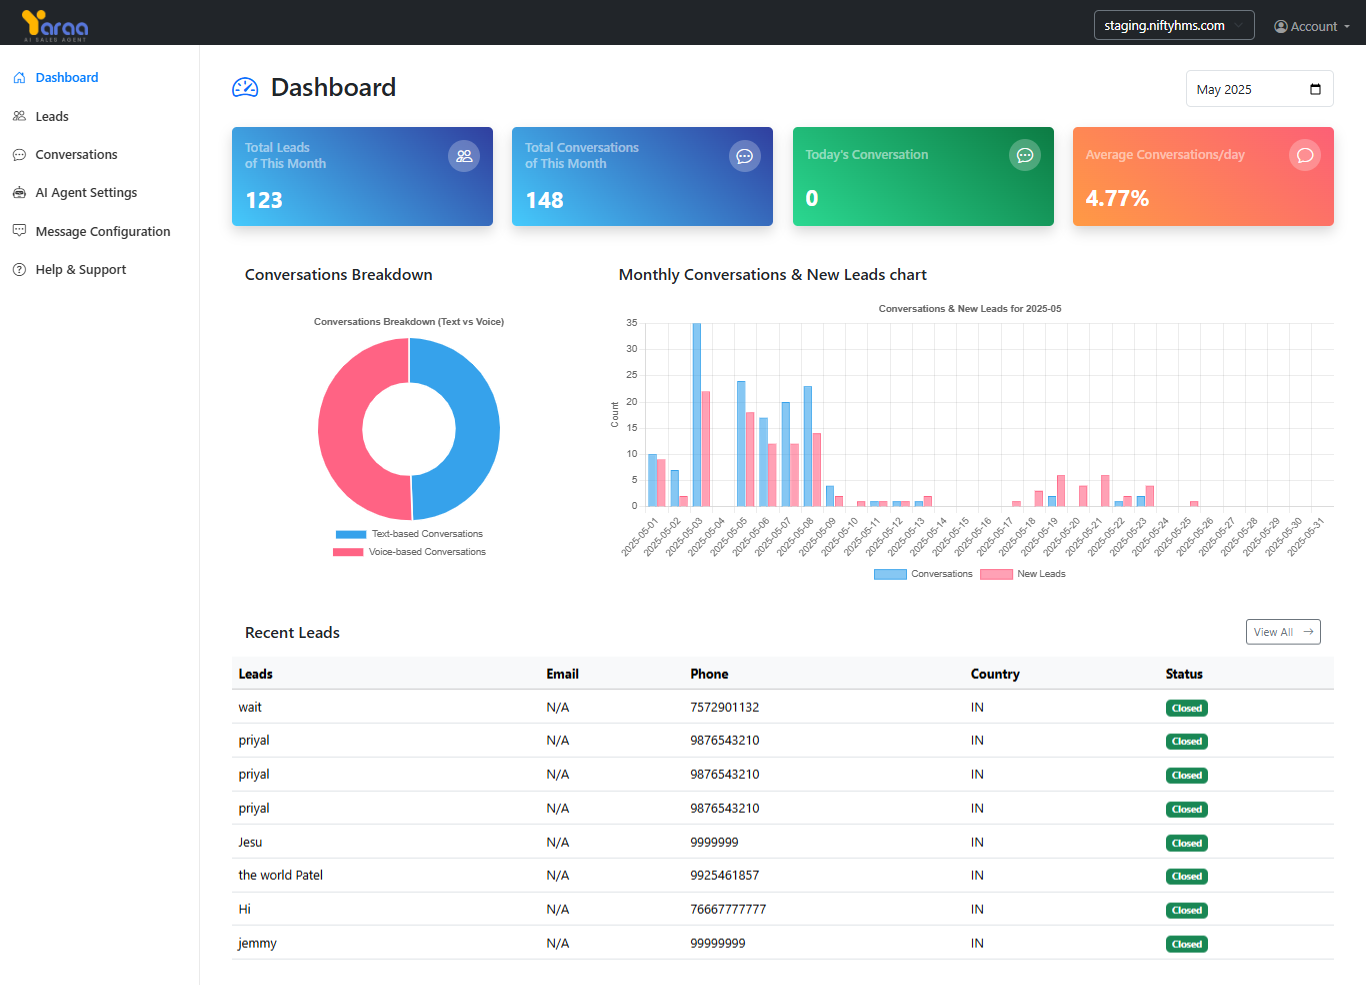 Yaraa
AI SALES AGENT
staging.niftyhms.com
Account
Dashboard
Leads
Conversations
AI Agent Settings
Message Configuration
Help & Support
Dashboard
May 2025
Total Leads
of This Month
123
Total Conversations
of This Month
148
Today's Conversation
0
Average Conversations/day
4.77%
Conversations Breakdown
Conversations Breakdown (Text vs Voice)
Text-based Conversations
Voice-based Conversations
Monthly Conversations & New Leads chart
Conversations & New Leads for 2025-05
Count
35
30
25
20
15
10
5
0
2025-05-01
2025-05-02
2025-05-03
2025-05-04
2025-05-05
2025-05-06
2025-05-07
2025-05-08
2025-05-09
2025-05-10
2025-05-11
2025-05-12
2025-05-13
2025-05-14
2025-05-15
2025-05-16
2025-05-17
2025-05-18
2025-05-19
2025-05-20
2025-05-21
2025-05-22
2025-05-23
2025-05-24
2025-05-25
2025-05-26
2025-05-27
2025-05-28
2025-05-29
2025-05-30
2025-05-31
Conversations New Leads
Recent Leads
View All
Leads Email Phone Country Status
wait N/A 7572901132 IN Closed
priyal N/A 9876543210 IN Closed
priyal N/A 9876543210 IN Closed
priyal N/A 9876543210 IN Closed
Jesu N/A 9999999 IN Closed
the world Patel N/A 9925461857 IN Closed
Hi N/A 76667777777 IN Closed
jemmy N/A 99999999 IN Closed